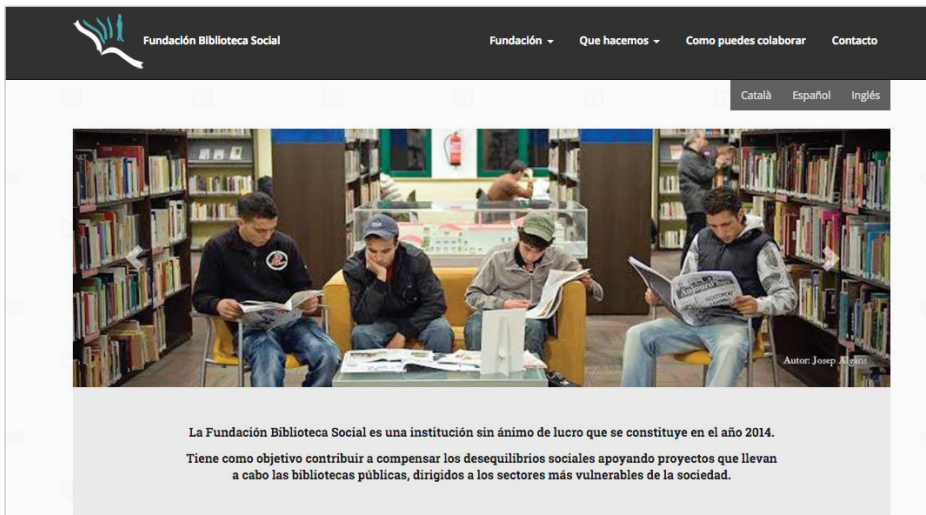 Fundación Biblioteca Social
Fundación
Que hacemos
Como puedes colaborar
Contacto
Català
Español
Inglés
Aujourd'hui
Autor: Josep Algans
La Fundación Biblioteca Social es una institución sin ánimo de lucro que se constituye en el año 2014.
Tiene como objetivo contribuir a compensar los desequilibrios sociales apoyando proyectos que llevan
a cabo las bibliotecas públicas, dirigidos a los sectores más vulnerables de la sociedad.